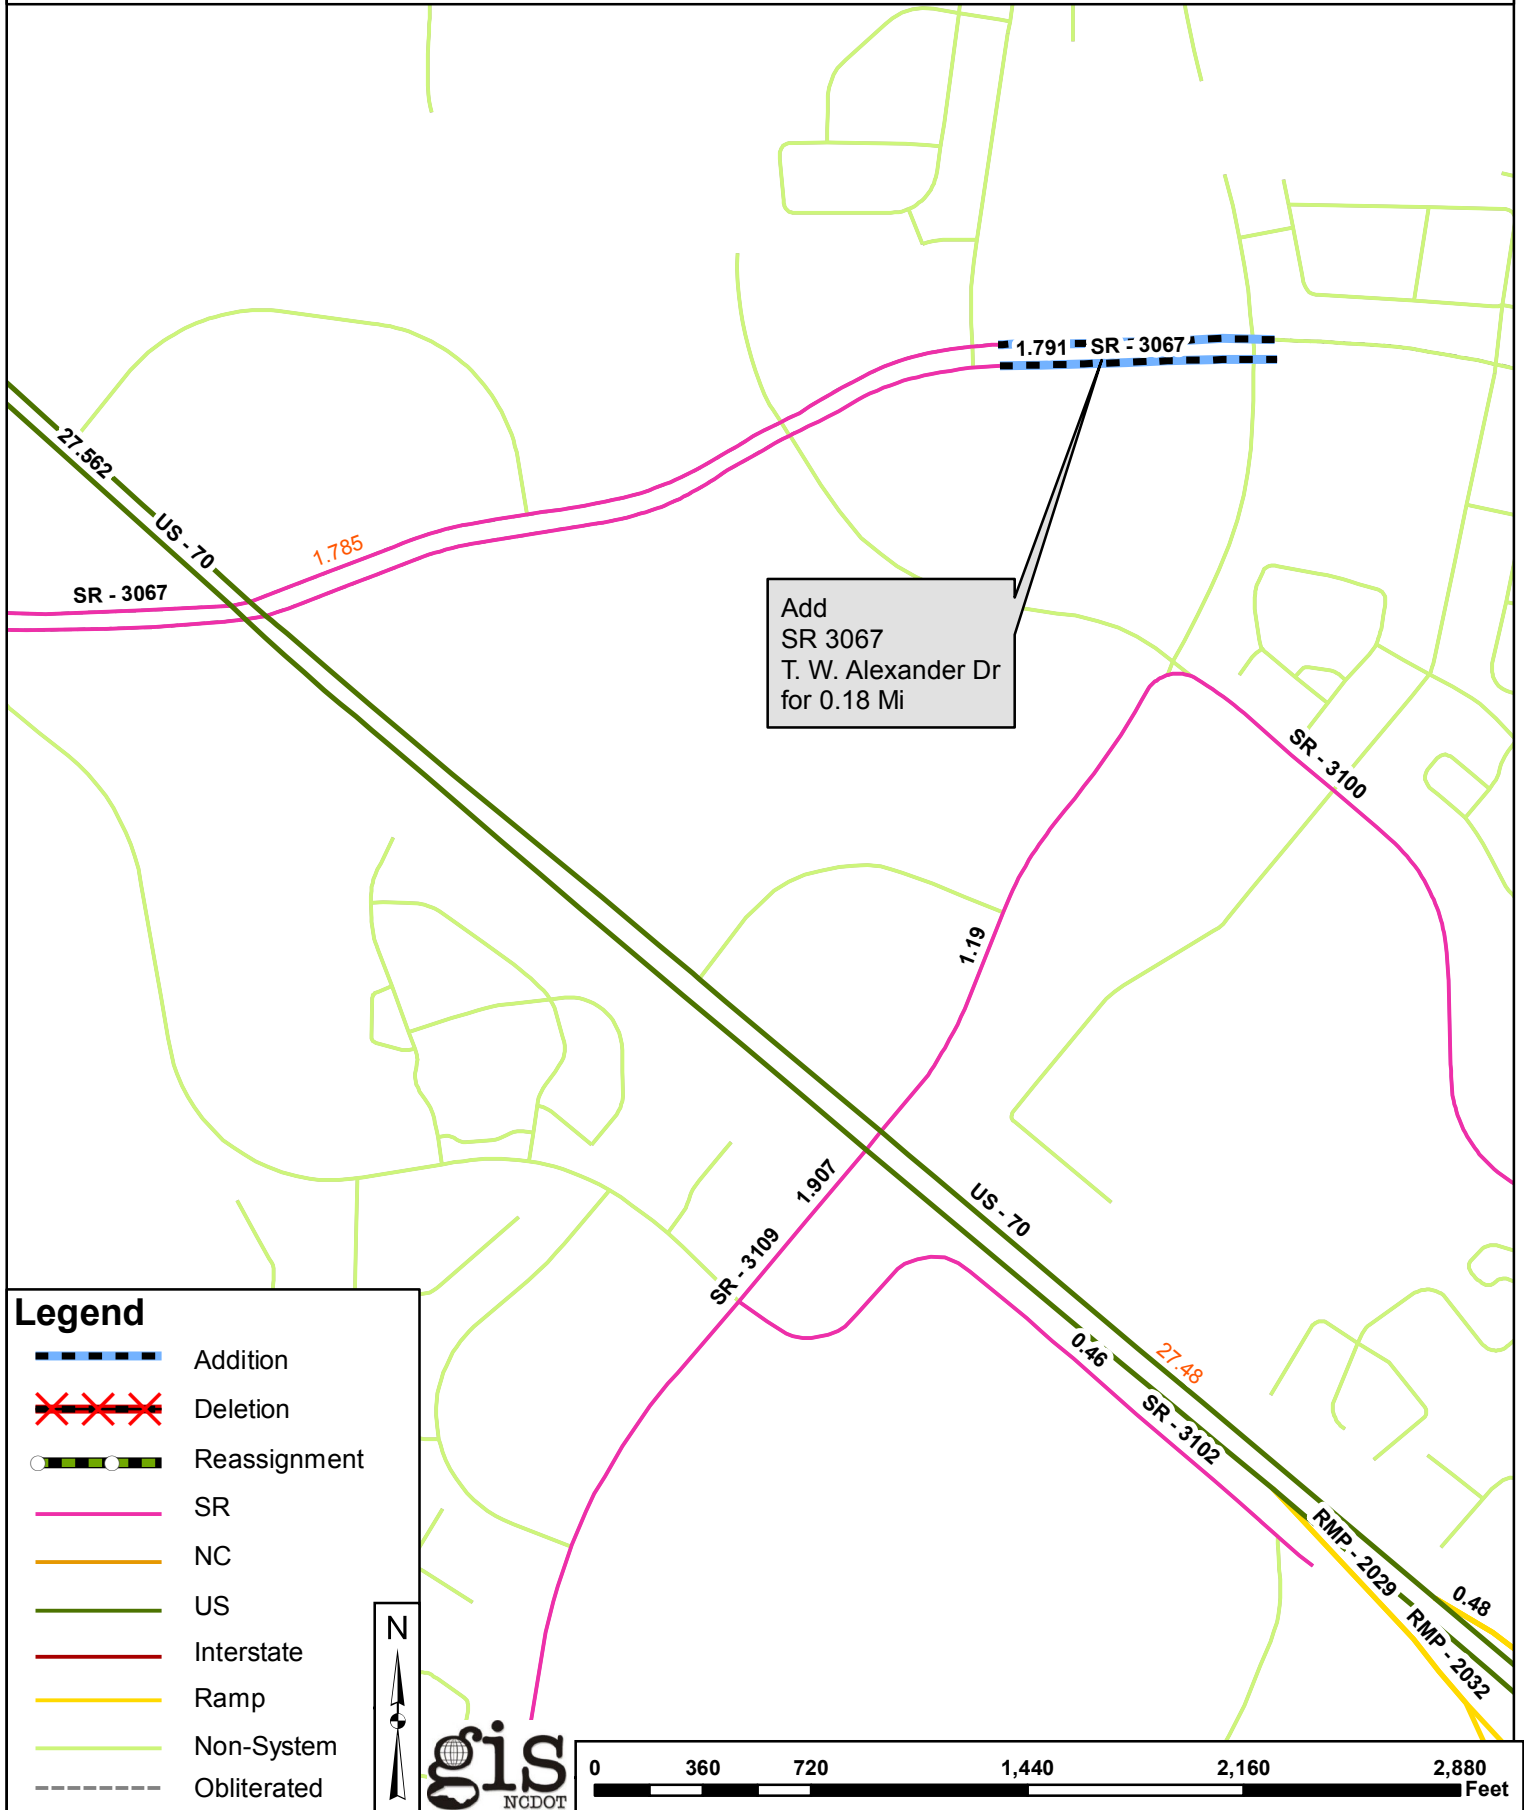 1.791
SR - 3067
27.562
US - 70
1.785
SR - 3067
Add
SR 3067
T. W. Alexander Dr
for 0.18 Mi
SR - 3100
1.19
1.907
US - 70
SR - 3109
0.46
27.48
SR - 3102
RMP - 2029
0.48
RMP - 2032
Legend
Addition
Deletion
Reassignment
SR
NC
US
Interstate
Ramp
Non-System
Obliterated
N
gis
NCDOT
0 360 720 1,440 2,160 2,880
Feet